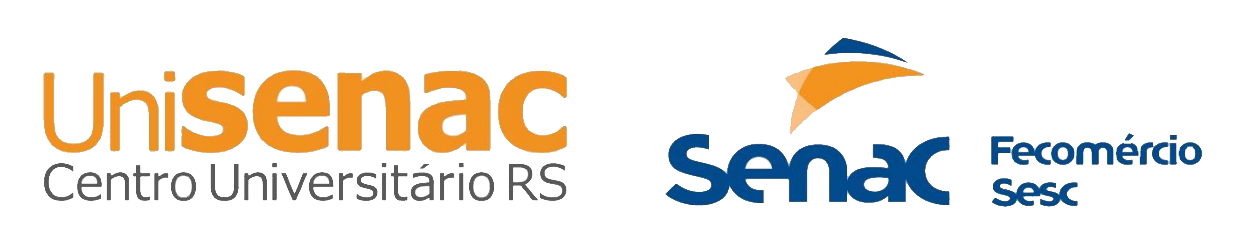 Unisenac
Centro Universitário RS
Senac
Fecomércio
Sesc